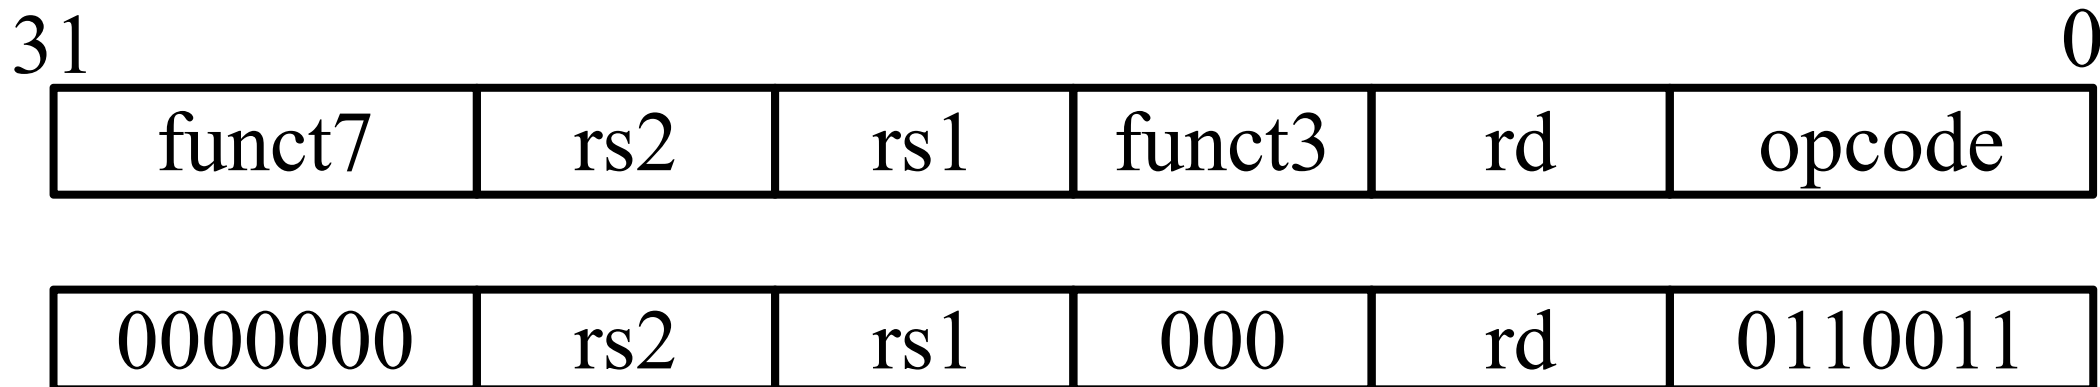 31 0
funct7 rs2 rs1 funct3 rd opcode
0000000 rs2 rs1 000 rd 0110011